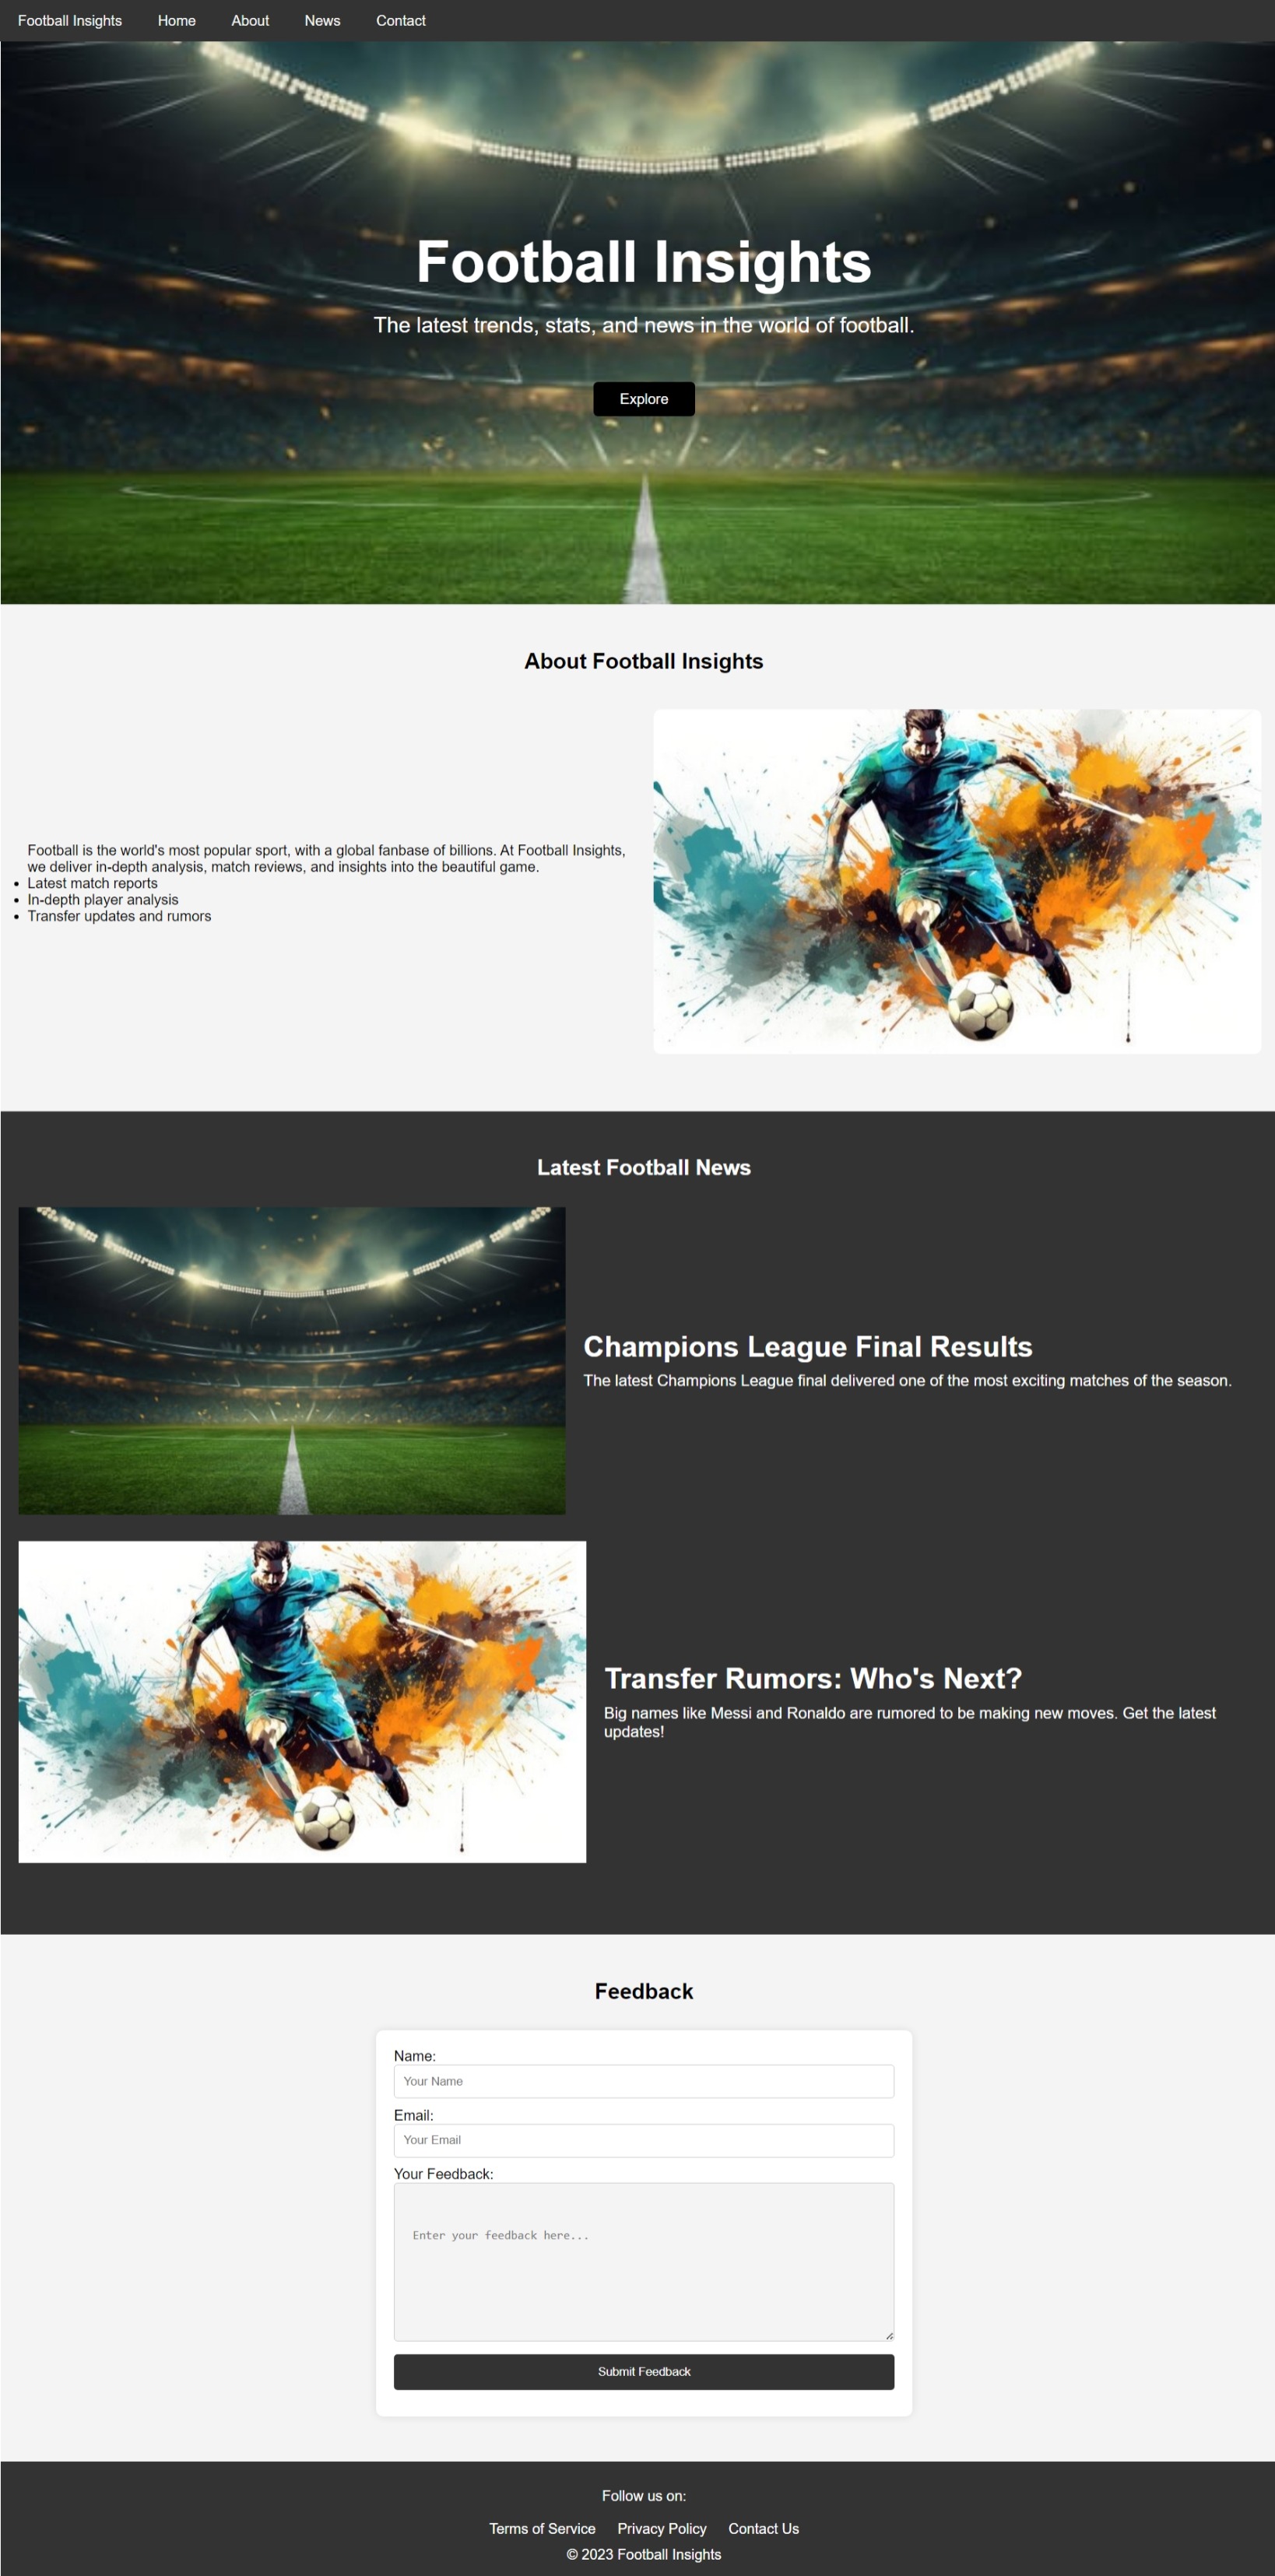 Football Insights Home About News Contact
Football Insights
The latest trends, stats, and news in the world of football.
Explore
About Football Insights
Football is the world's most popular sport, with a global fanbase of billions. At Football Insights,
we deliver in-depth analysis, match reviews, and insights into the beautiful game.
• Latest match reports
• In-depth player analysis
• Transfer updates and rumors
Latest Football News
Champions League Final Results
The latest Champions League final delivered one of the most exciting matches of the season.
Transfer Rumors: Who's Next?
Big names like Messi and Ronaldo are rumored to be making new moves. Get the latest
updates!
Feedback
Name:
Your Name
Email:
Your Email
Your Feedback:
Enter your feedback here...
Submit Feedback
Follow us on:
Terms of Service Privacy Policy Contact Us
© 2023 Football Insights